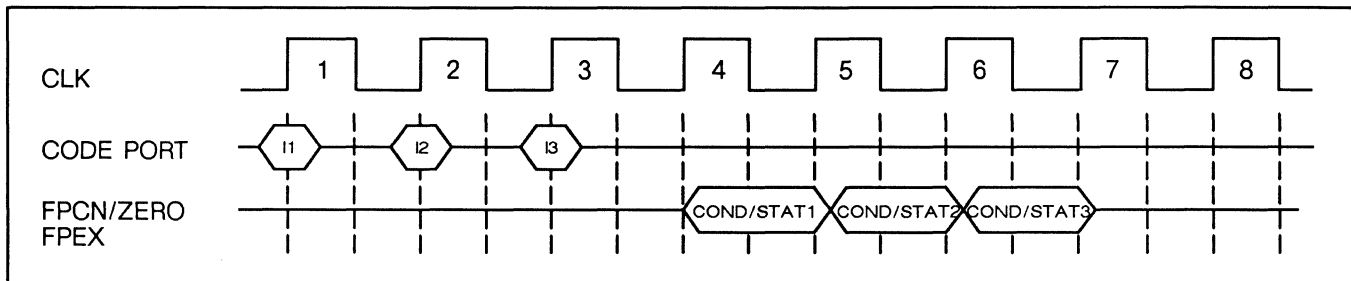 CLK 1 2 3 4 5 6 7 8
CODE PORT I1 I2 I3
FPCN/ZERO COND/STAT1 COND/STAT2 COND/STAT3
FPEX